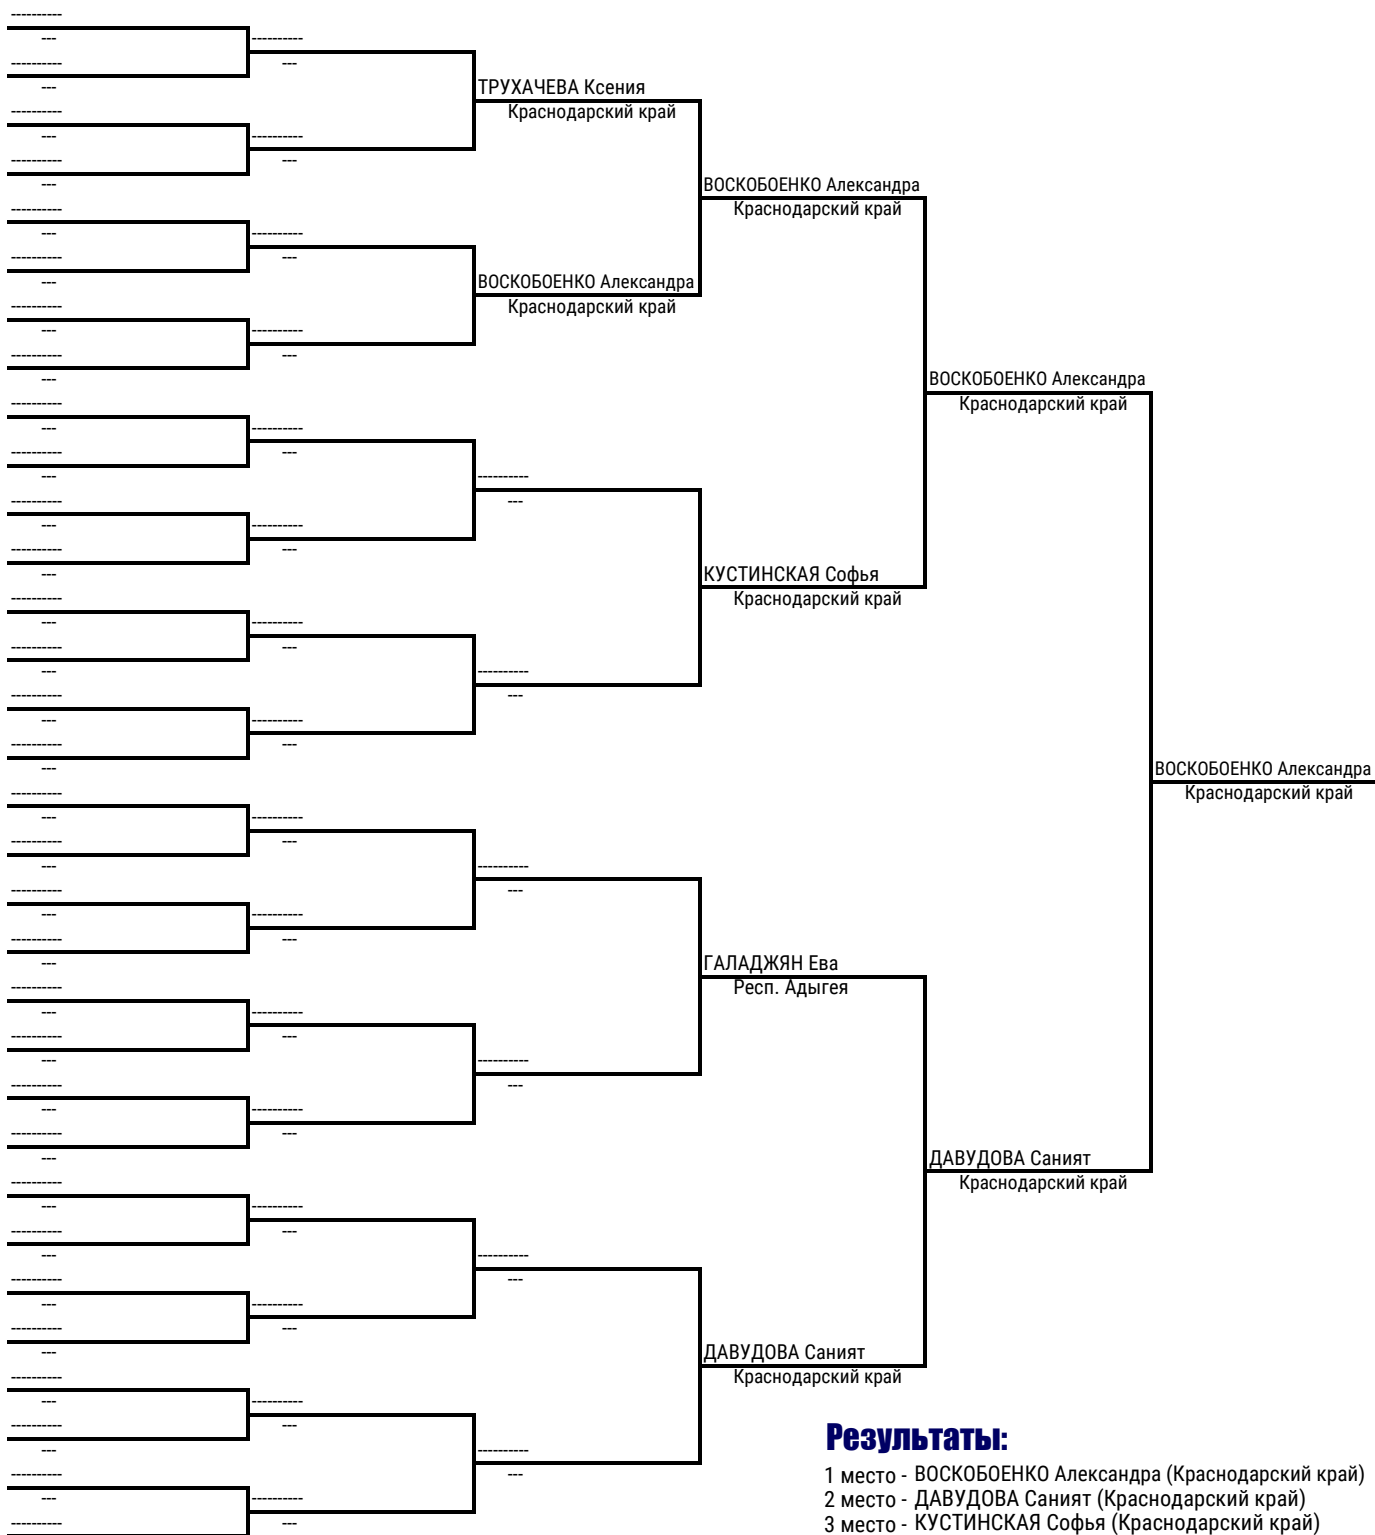 ТРУХАЧЕВА Ксения
Краснодарский край
ВОСКОБОЕНКО Александра
Краснодарский край
ВОСКОБОЕНКО Александра
Краснодарский край
ВОСКОБОЕНКО Александра
Краснодарский край
КУСТИНСКАЯ Софья
Краснодарский край
ВОСКОБОЕНКО Александра
Краснодарский край
ГАЛАДЖЯН Ева
Респ. Адыгея
ДАВУДОВА Саният
Краснодарский край
ДАВУДОВА Саният
Краснодарский край
Результаты:
1 место - ВОСКОБОЕНКО Александра (Краснодарский край)
2 место - ДАВУДОВА Саният (Краснодарский край)
3 место - КУСТИНСКАЯ Софья (Краснодарский край)